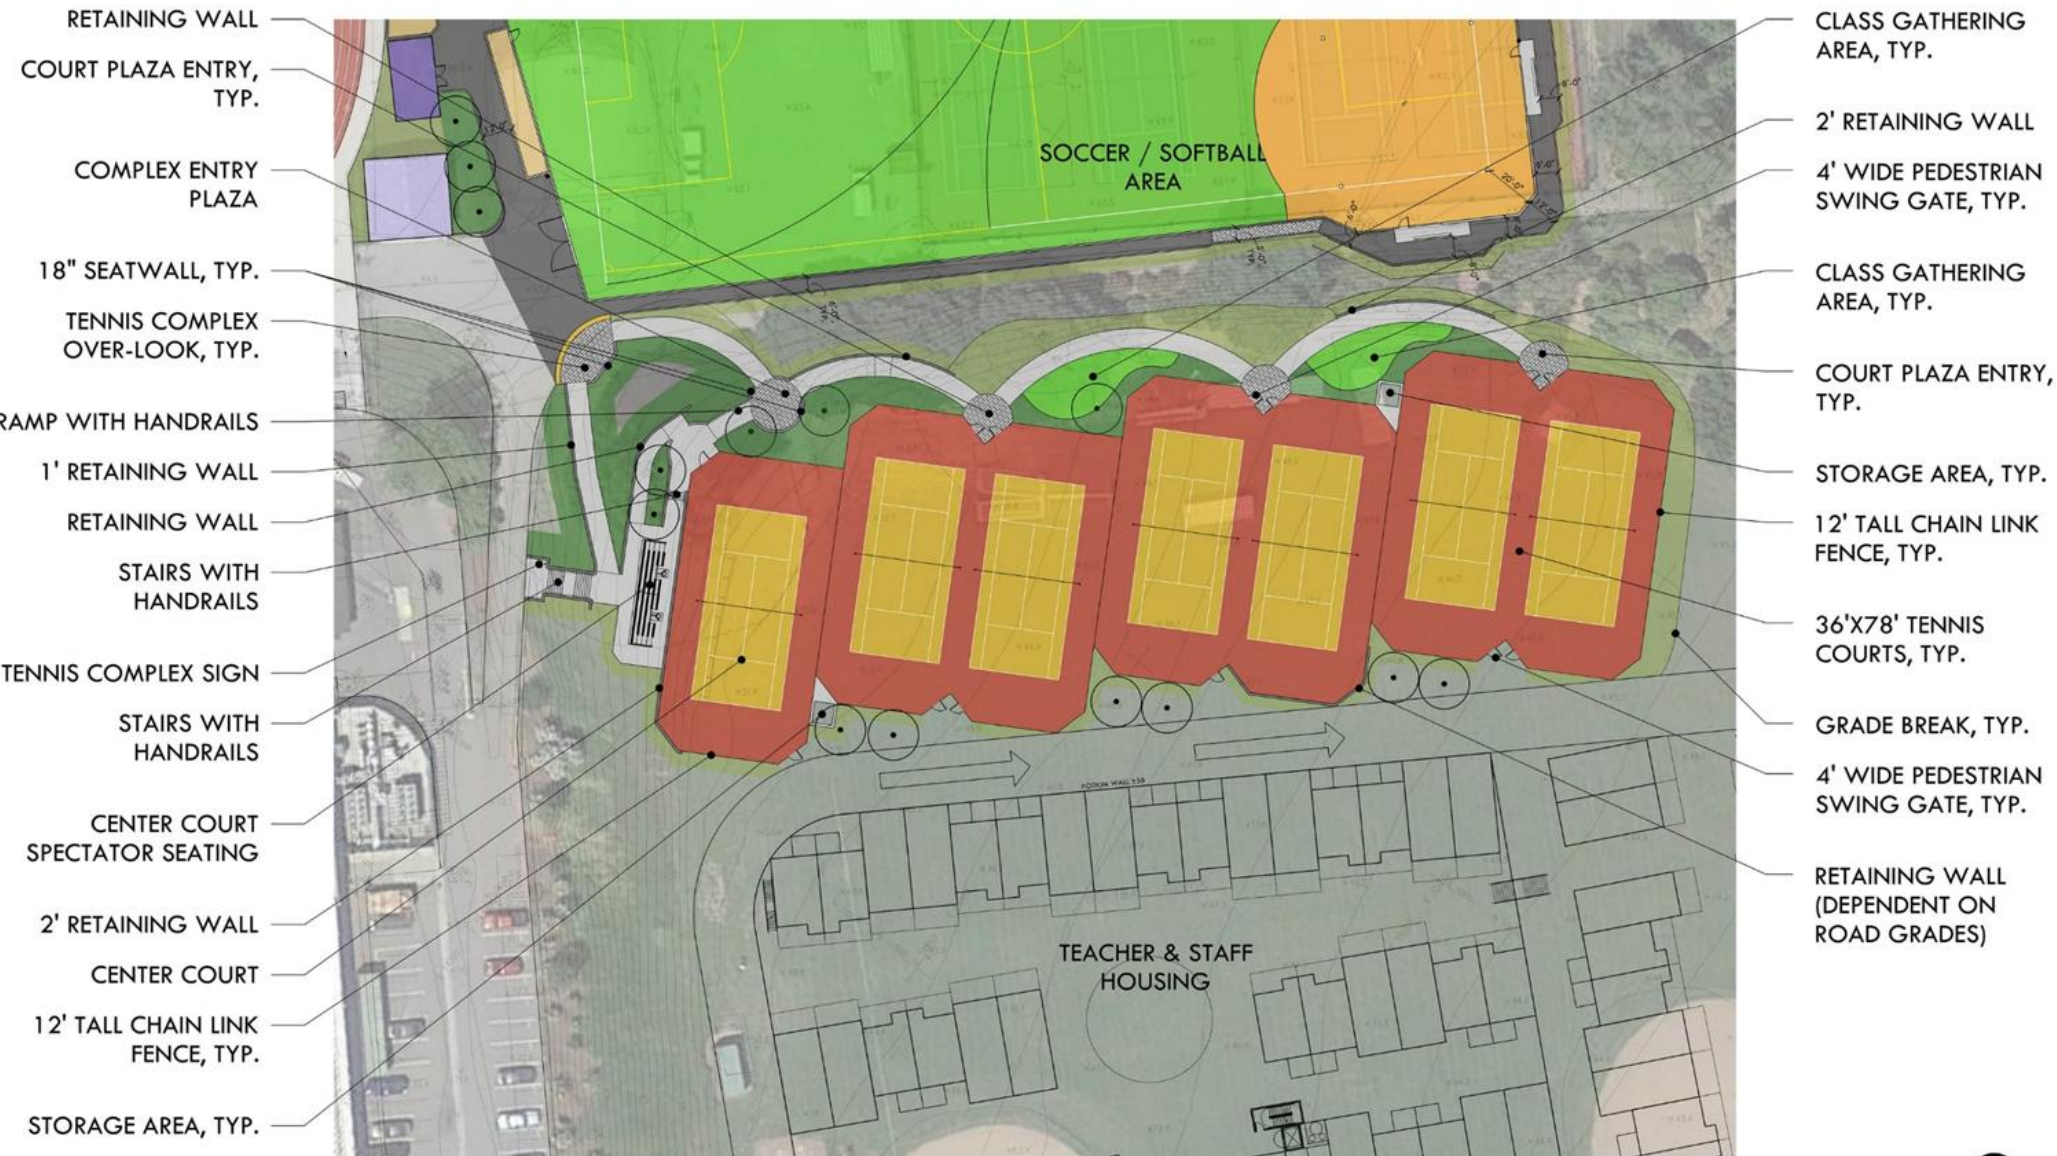 RETAINING WALL
COURT PLAZA ENTRY,
TYP.
COMPLEX ENTRY
PLAZA
18" SEATWALL, TYP.
TENNIS COMPLEX
OVER-LOOK, TYP.
RAMP WITH HANDRAILS
1' RETAINING WALL
RETAINING WALL
STAIRS WITH
HANDRAILS
TENNIS COMPLEX SIGN
STAIRS WITH
HANDRAILS
CENTER COURT
SPECTATOR SEATING
2' RETAINING WALL
CENTER COURT
12' TALL CHAIN LINK
FENCE, TYP.
STORAGE AREA, TYP.
SOCCER / SOFTBALL
AREA
TEACHER & STAFF
HOUSING
CLASS GATHERING
AREA, TYP.
2' RETAINING WALL
4' WIDE PEDESTRIAN
SWING GATE, TYP.
CLASS GATHERING
AREA, TYP.
COURT PLAZA ENTRY,
TYP.
STORAGE AREA, TYP.
12' TALL CHAIN LINK
FENCE, TYP.
36'X78' TENNIS
COURTS, TYP.
GRADE BREAK, TYP.
4' WIDE PEDESTRIAN
SWING GATE, TYP.
RETAINING WALL
(DEPENDENT ON
ROAD GRADES)